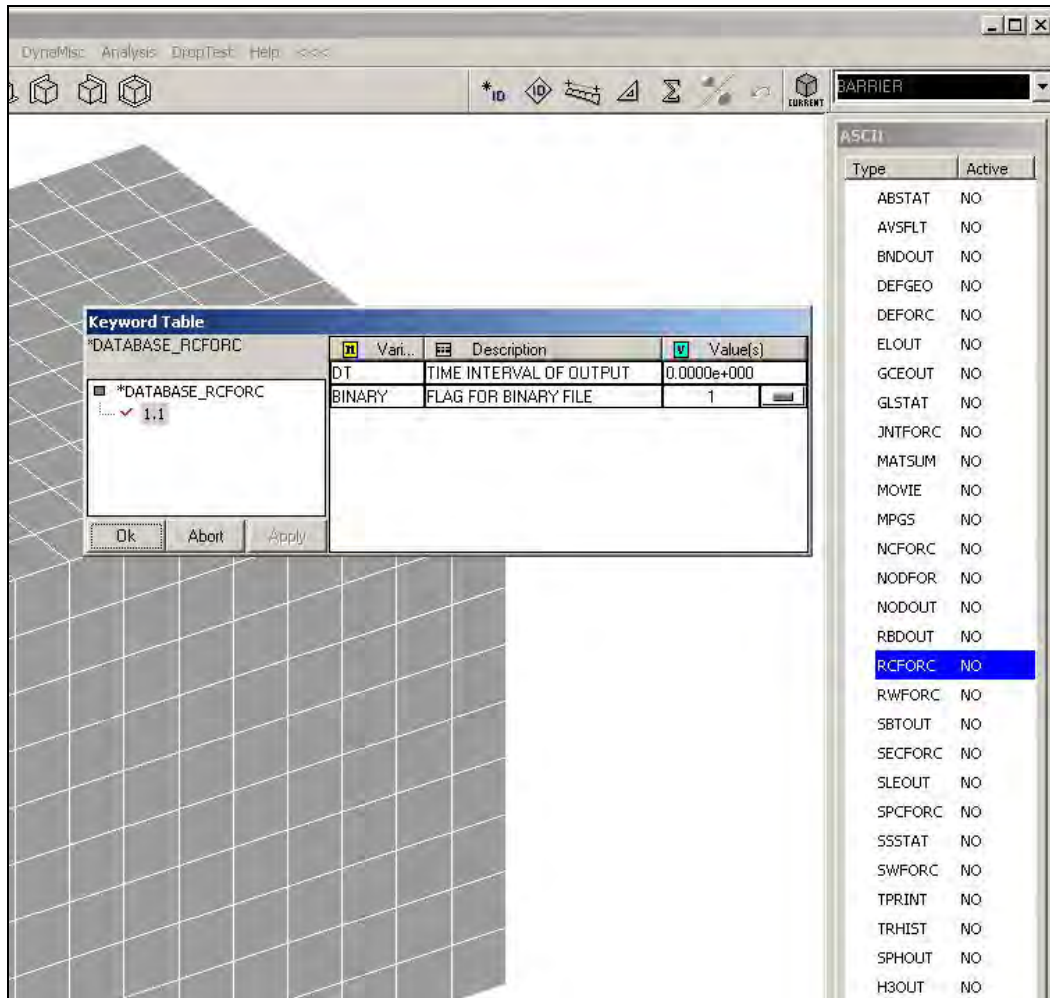 DynaMisc Analysis DropTest Help <<<
*ID ID CURRENT BARRIER
ASCII
Type Active
ABSTAT NO
AVSFLT NO
BNDOUT NO
DEFGEO NO
DEFORC NO
ELOUT NO
GCEOUT NO
GLSTAT NO
JNTFORC NO
MATSUM NO
MOVIE NO
MPGS NO
NCFORC NO
NODFOR NO
NODOUT NO
RBDOUT NO
RCFORC NO
RWFORC NO
SBTOUT NO
SECFORC NO
SLEOUT NO
SPCFORC NO
SSSTAT NO
SWFORC NO
TPRINT NO
TRHIST NO
SPHOUT NO
H3OUT NO
Keyword Table
*DATABASE_RCFORC
*DATABASE_RCFORC
1.1
Ok Abort Apply
n Vari... Description V Value(s)
DT TIME INTERVAL OF OUTPUT 0.0000e+000
BINARY FLAG FOR BINARY FILE 1